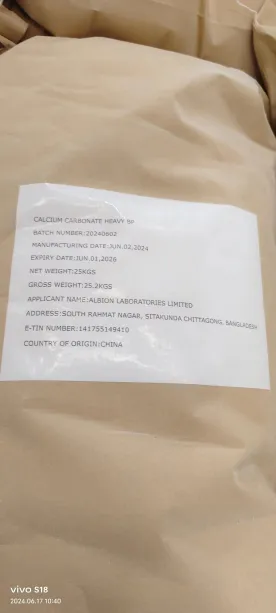 CALCIUM CARBONATE HEAVY BP
BATCH NUMBER:20240602
MANUFACTURING DATE:JUN.02,2024
EXPIRY DATE:JUN.01,2028
NET WEIGHT:25KGS
GROSS WEIGHT:25.2KGS
APPLICANT NAME:ALBION LABORATORIES LIMITED
ADDRESS:SOUTH RAHMAT NAGAR, SITAKUNDA CHITTAGONG, BANGLADESH
E-TIN NUMBER:141755149410
COUNTRY OF ORIGIN:CHINA
vivo S18
2024.06.17 10:40